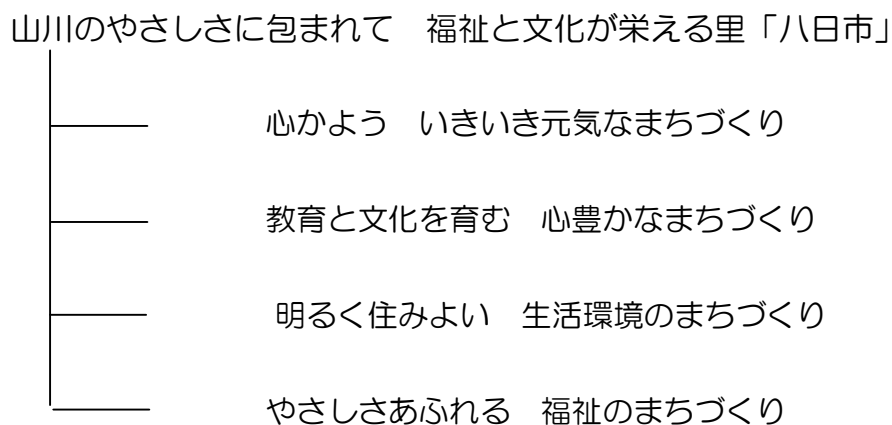 山川のやさしさに包まれて　福祉と文化が栄える里「八日市」
心かよう　いきいき元気なまちづくり
教育と文化を育む　心豊かなまちづくり
明るく住みよい　生活環境のまちづくり
やさしさあふれる　福祉のまちづくり